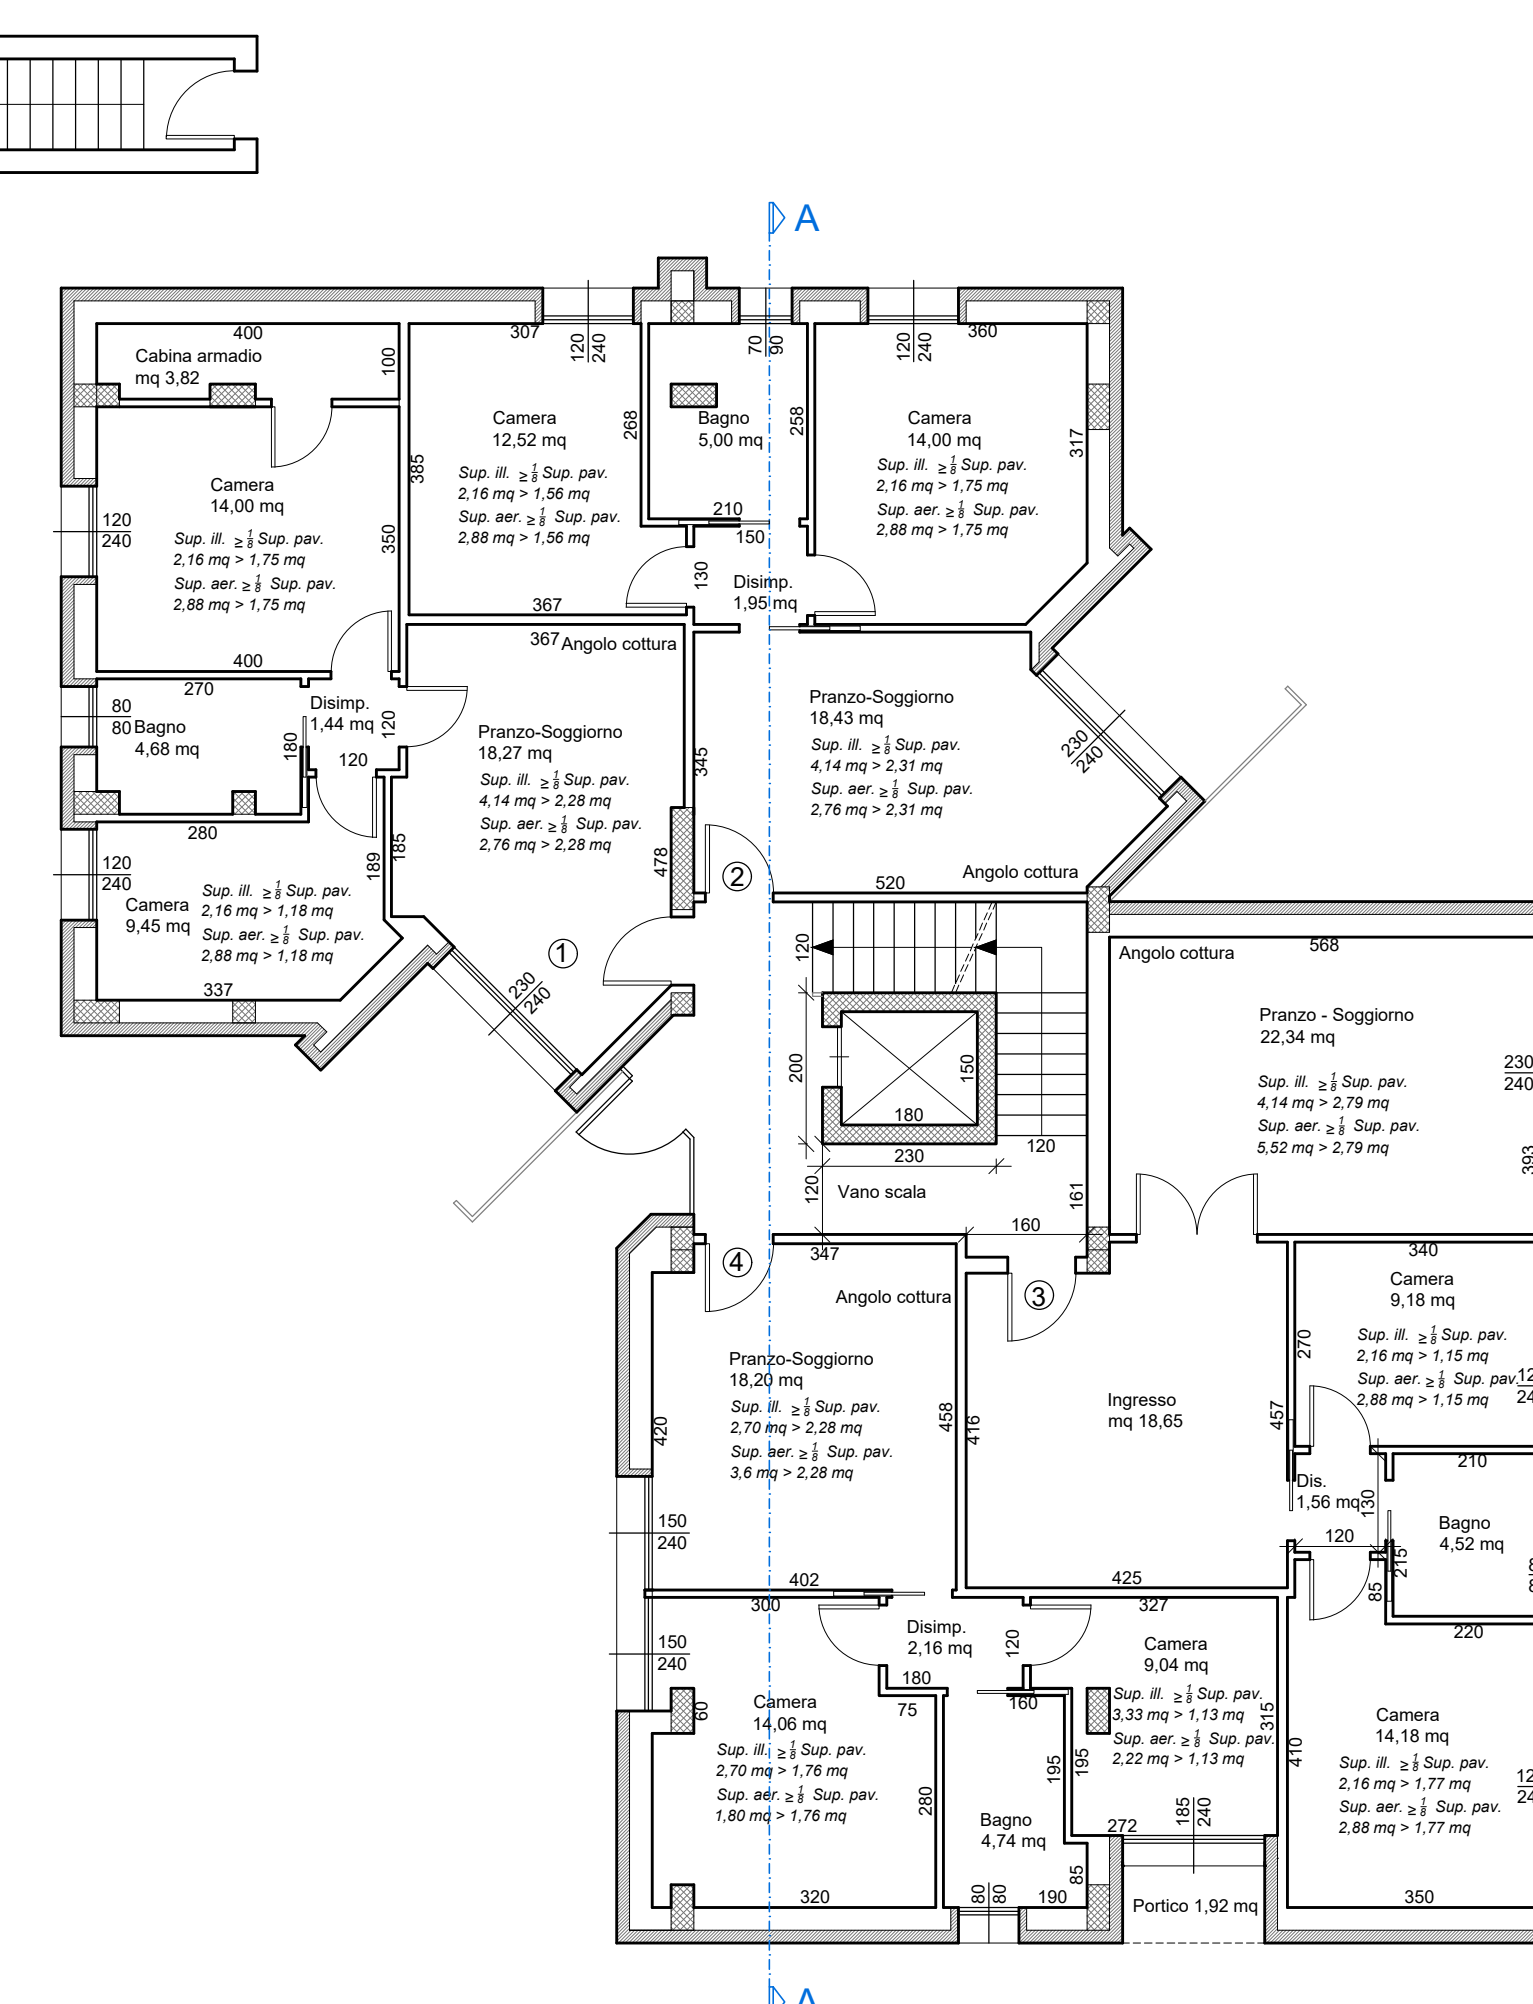 A
400
Cabina armadio
mq 3,82
100
307
120
240
70
90
120
240
360
Camera
12,52 mq
Sup. ill. ≥ 1/8 Sup. pav.
2,16 mq > 1,56 mq
Sup. aer. ≥ 1/8 Sup. pav.
2,88 mq > 1,56 mq
385
268
Bagno
5,00 mq
258
210
150
Camera
14,00 mq
Sup. ill. ≥ 1/8 Sup. pav.
2,16 mq > 1,75 mq
Sup. aer. ≥ 1/8 Sup. pav.
2,88 mq > 1,75 mq
317
Camera
14,00 mq
Sup. ill. ≥ 1/8 Sup. pav.
2,16 mq > 1,75 mq
Sup. aer. ≥ 1/8 Sup. pav.
2,88 mq > 1,75 mq
120
240
350
400
130
Disimp.
1,95 mq
367
367
Angolo cottura
270
80
80
Bagno
4,68 mq
180
Disimp.
1,44 mq
120
120
Pranzo-Soggiorno
18,27 mq
Sup. ill. ≥ 1/8 Sup. pav.
4,14 mq > 2,28 mq
Sup. aer. ≥ 1/8 Sup. pav.
2,76 mq > 2,28 mq
345
478
185
189
Pranzo-Soggiorno
18,43 mq
Sup. ill. ≥ 1/8 Sup. pav.
4,14 mq > 2,31 mq
Sup. aer. ≥ 1/8 Sup. pav.
2,76 mq > 2,31 mq
230
240
Angolo cottura
520
2
280
120
240
Camera
9,45 mq
Sup. ill. ≥ 1/8 Sup. pav.
2,16 mq > 1,18 mq
Sup. aer. ≥ 1/8 Sup. pav.
2,88 mq > 1,18 mq
337
1
230
240
120
200
150
180
230
120
120
Vano scala
161
160
Angolo cottura
568
Pranzo - Soggiorno
22,34 mq
Sup. ill. ≥ 1/8 Sup. pav.
4,14 mq > 2,79 mq
Sup. aer. ≥ 1/8 Sup. pav.
5,52 mq > 2,79 mq
230
240
393
347
4
Angolo cottura
3
Pranzo-Soggiorno
18,20 mq
Sup. ill. ≥ 1/8 Sup. pav.
2,70 mq > 2,28 mq
Sup. aer. ≥ 1/8 Sup. pav.
3,6 mq > 2,28 mq
420
458
416
150
240
402
Ingresso
mq 18,65
457
425
340
Camera
9,18 mq
270
Sup. ill. ≥ 1/8 Sup. pav.
2,16 mq > 1,15 mq
Sup. aer. ≥ 1/8 Sup. pav.
2,88 mq > 1,15 mq
Dis.
1,56 mq
130
120
210
Bagno
4,52 mq
215
85
220
300
150
240
Disimp.
2,16 mq
120
180
75
160
327
Camera
9,04 mq
Sup. ill. ≥ 1/8 Sup. pav.
3,33 mq > 1,13 mq
Sup. aer. ≥ 1/8 Sup. pav.
2,22 mq > 1,13 mq
315
60
Camera
14,06 mq
Sup. ill. ≥ 1/8 Sup. pav.
2,70 mq > 1,76 mq
Sup. aer. ≥ 1/8 Sup. pav.
1,80 mq > 1,76 mq
280
320
195
195
Bagno
4,74 mq
80
80
190
85
272
185
240
Portico 1,92 mq
410
Camera
14,18 mq
Sup. ill. ≥ 1/8 Sup. pav.
2,16 mq > 1,77 mq
Sup. aer. ≥ 1/8 Sup. pav.
2,88 mq > 1,77 mq
350
A